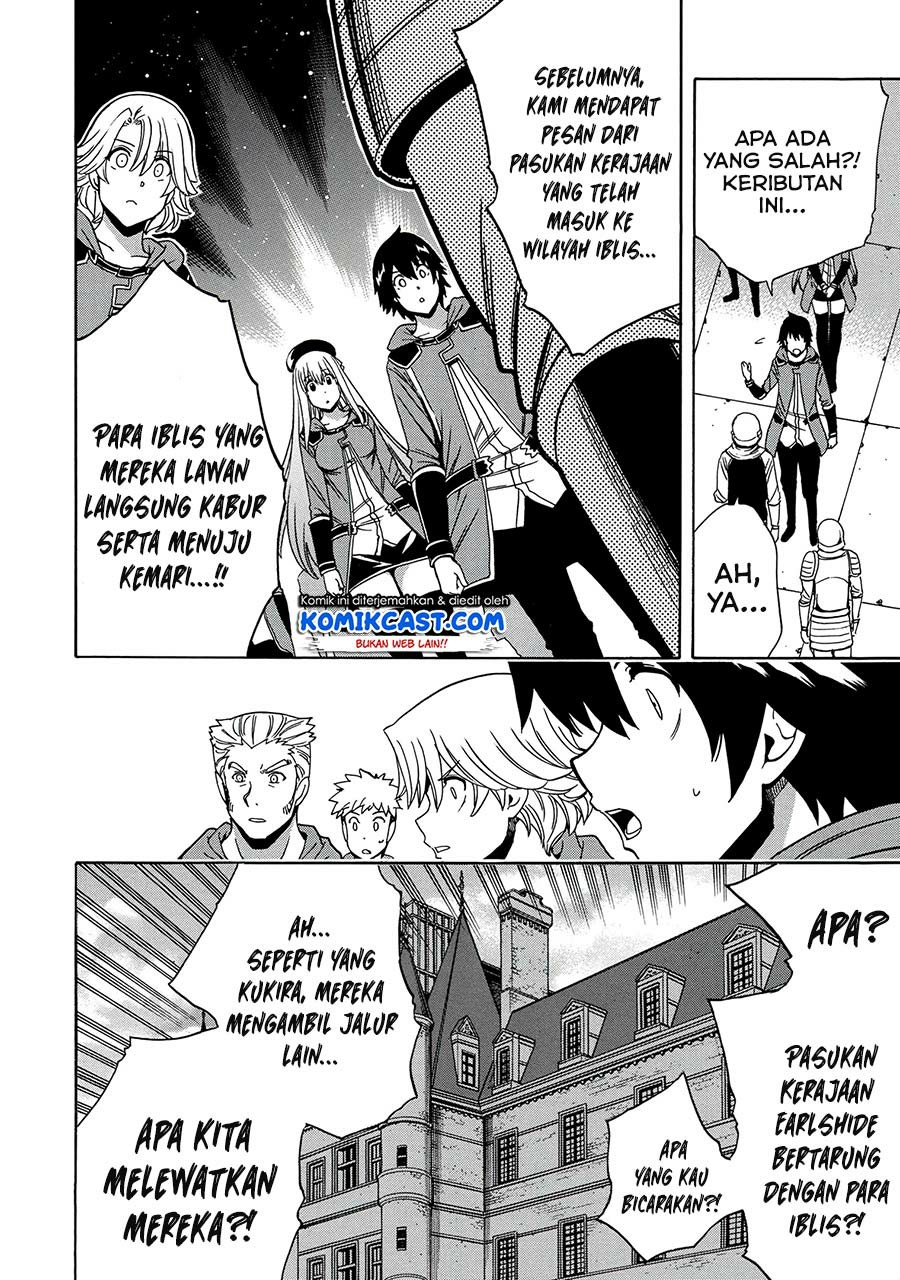 APA ADA
YANG SALAH?!
KERIBUTAN
INI...
AH,
YA...
SEBELUMNYA,
KAMI MENDAPAT
PESAN DARI
PASUKAN KERAJAAN
YANG TELAH
MASUK KE
WILAYAH IBLIS...
PARA IBLIS YANG
MEREKA LAWAN
LANGSUNG KABUR
SERTA MENUJU
KEMARI...!!
Komik ini diterjemahkan & diedit oleh
KOMIKCAST.COM
BUKAN WEB LAIN!!
APA?
PASUKAN
KERAJAAN
EARLSHIDE
BERTARUNG
DENGAN PARA
IBLIS?!
APA
YANG KAU
BICARAKAN?!
AH...
SEPERTI YANG
KUKIRA, MEREKA
MENGAMBIL JALUR
LAIN...
APA KITA
MELEWATKAN
MEREKA?!